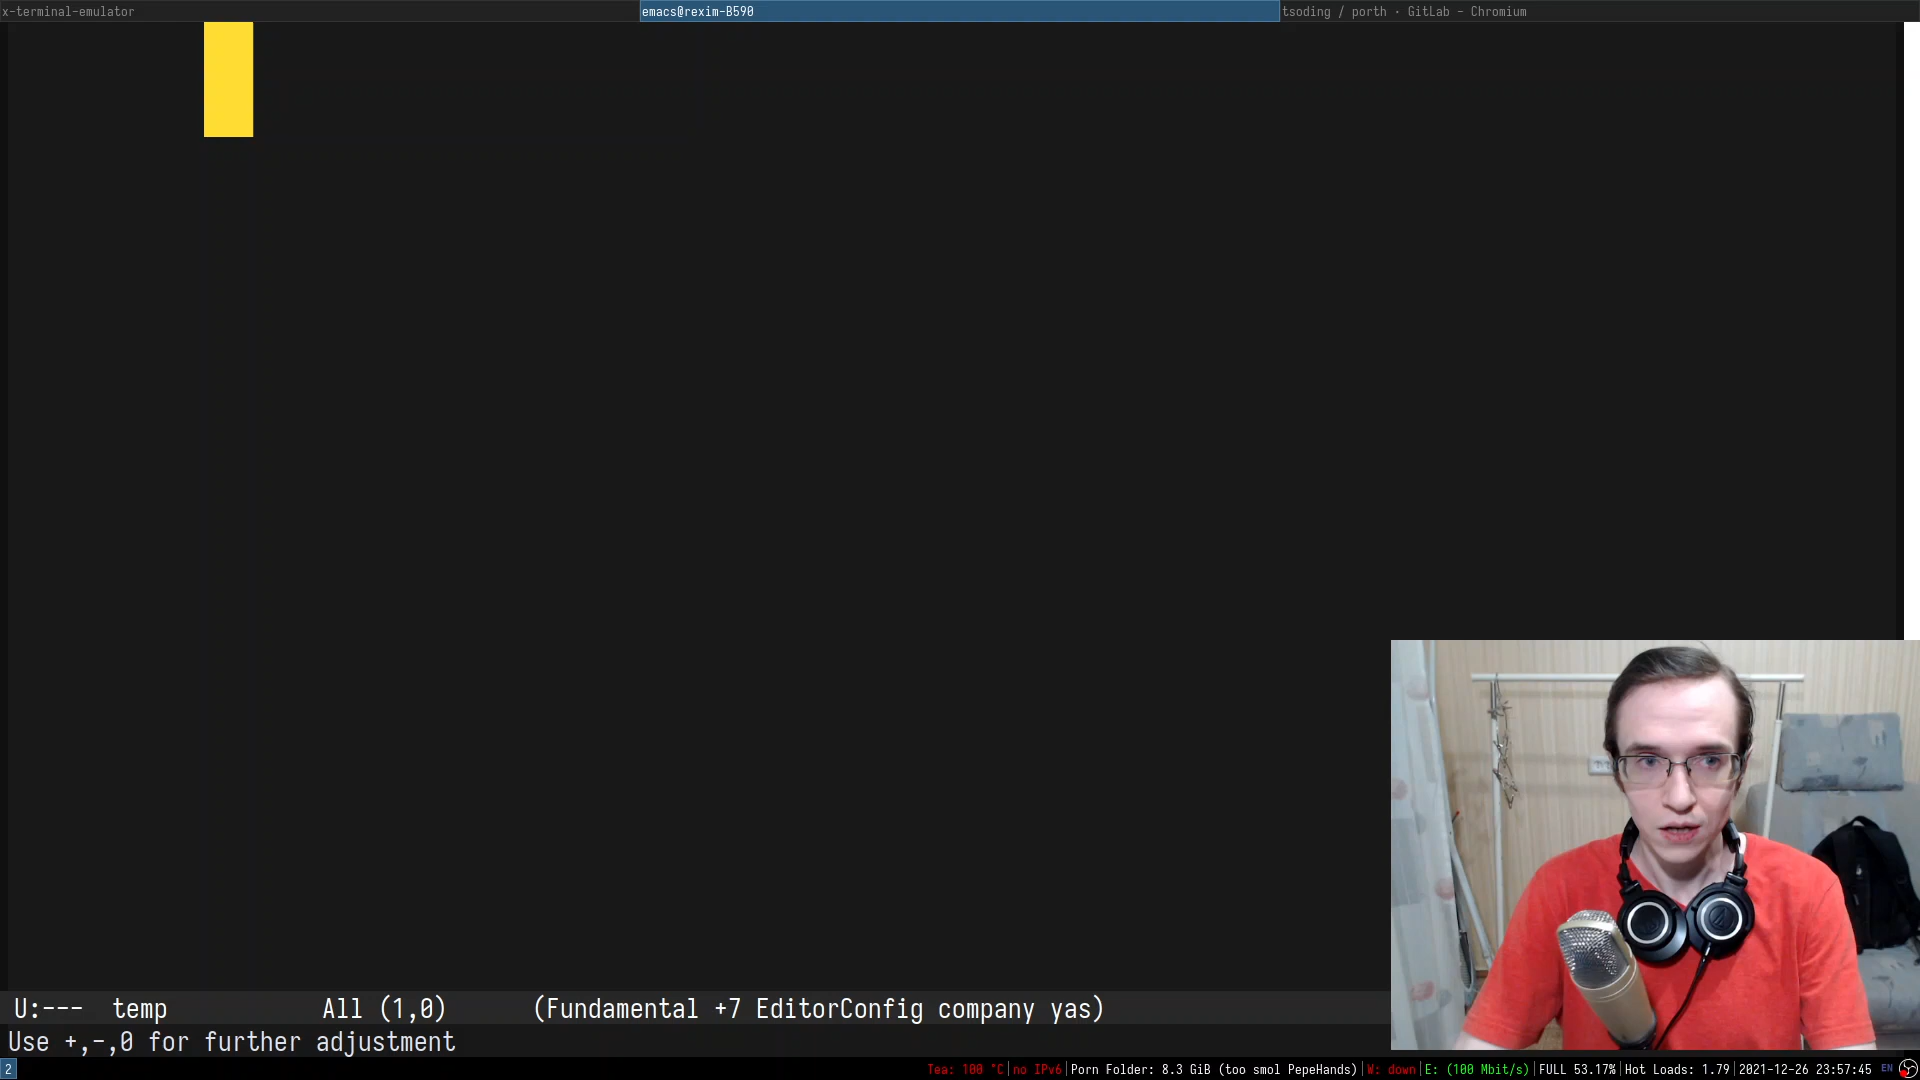 x-terminal-emulator
emacs@rexim-B590
tsoding / porth · GitLab - Chromium
U:--- temp All (1,0) (Fundamental +7 EditorConfig company yas)
Use +,-,0 for further adjustment
2 Tea: 100 °C|no IPv6|Porn Folder: 8.3 GiB (too smol PepeHands)|W: down|E: (100 Mbit/s)|FULL 53.17%|Hot Loads: 1.79|2021-12-26 23:57:45 EN